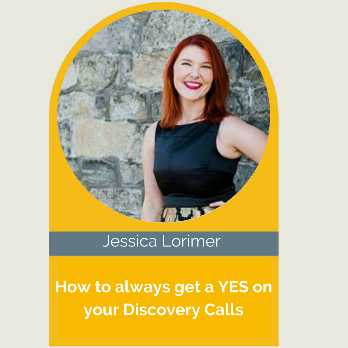 Jessica Lorimer
How to always get a YES on
your Discovery Calls